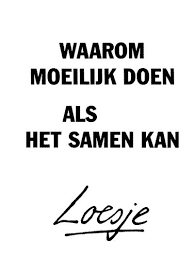 WAAROM
MOEILIJK DOEN
ALS
HET SAMEN KAN
Loesje